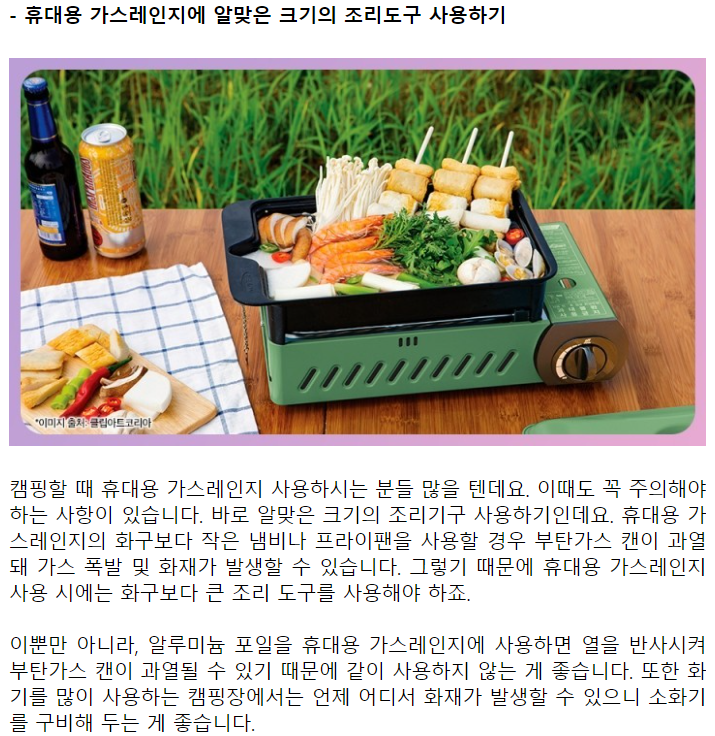 - 휴대용 가스레인지에 알맞은 크기의 조리도구 사용하기
*이미지 출처: 클립아트코리아
캠핑할 때 휴대용 가스레인지 사용하시는 분들 많을 텐데요. 이때도 꼭 주의해야
하는 사항이 있습니다. 바로 알맞은 크기의 조리기구 사용하기인데요. 휴대용 가
스레인지의 화구보다 작은 냄비나 프라이팬을 사용할 경우 부탄가스 캔이 과열
돼 가스 폭발 및 화재가 발생할 수 있습니다. 그렇기 때문에 휴대용 가스레인지
사용 시에는 화구보다 큰 조리 도구를 사용해야 하죠.
이뿐만 아니라, 알루미늄 포일을 휴대용 가스레인지에 사용하면 열을 반사시켜
부탄가스 캔이 과열될 수 있기 때문에 같이 사용하지 않는 게 좋습니다. 또한 화
기를 많이 사용하는 캠핑장에서는 언제 어디서 화재가 발생할 수 있으니 소화기
를 구비해 두는 게 좋습니다.